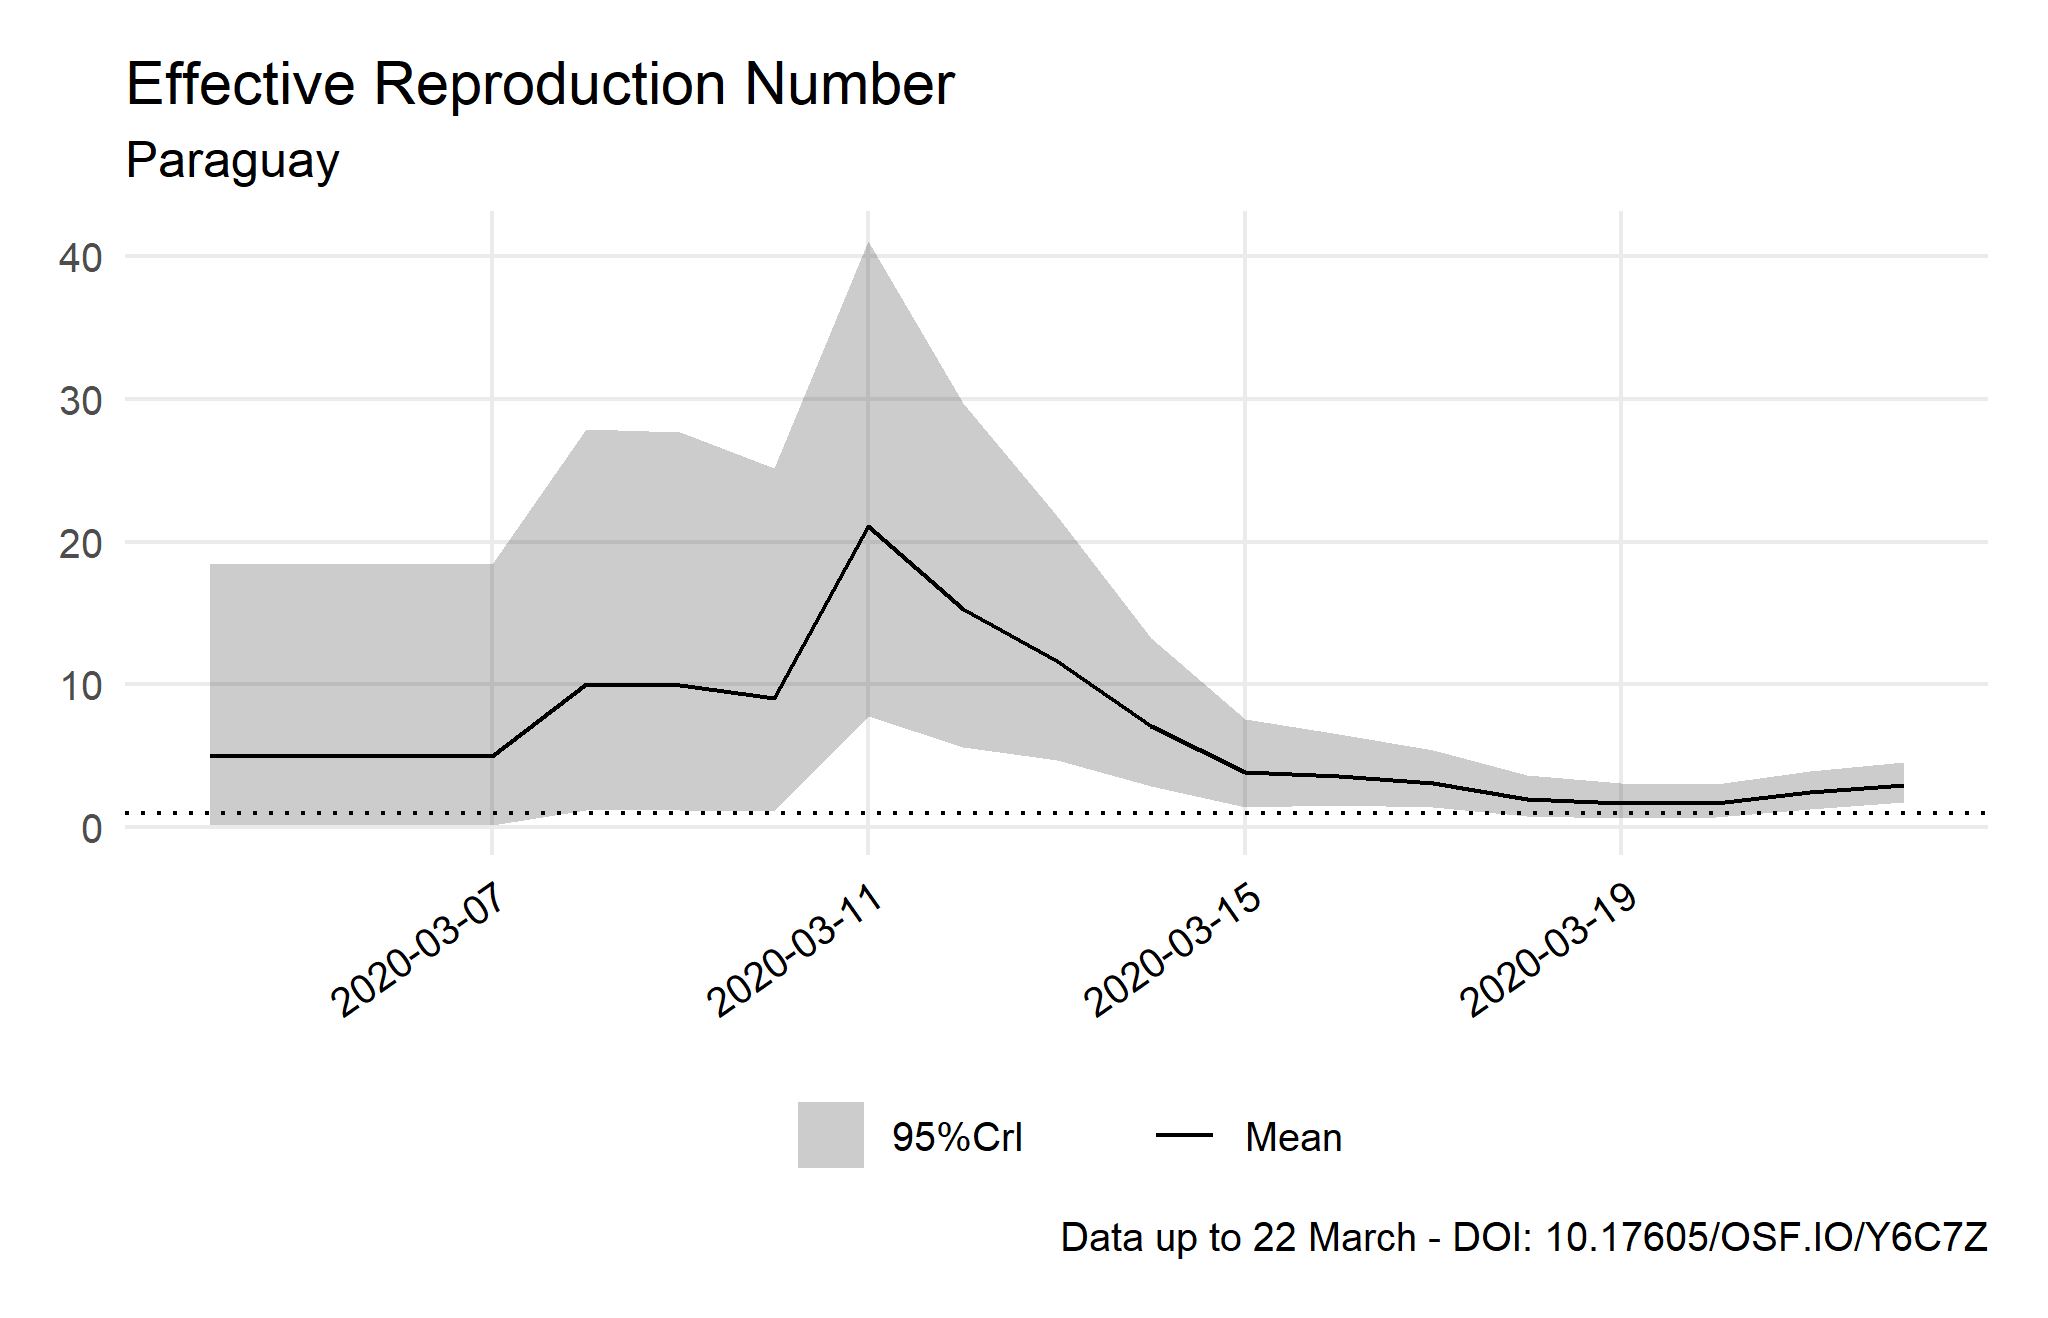 Effective Reproduction Number
Paraguay
40
30
20
10
0
2020-03-07
2020-03-11
2020-03-15
2020-03-19
95%CrI
Mean
Data up to 22 March - DOI: 10.17605/OSF.IO/Y6C7Z